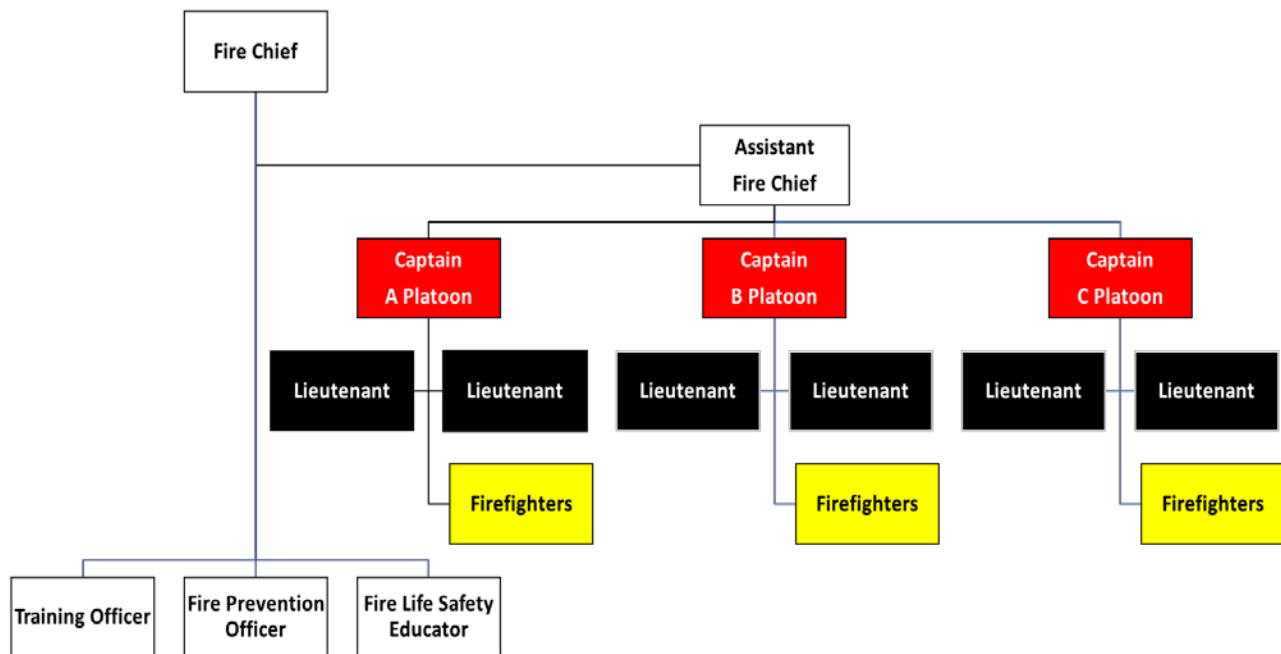 Fire Chief
Assistant
Fire Chief
Captain
A Platoon
Captain
B Platoon
Captain
C Platoon
Lieutenant
Lieutenant
Lieutenant
Lieutenant
Lieutenant
Lieutenant
Firefighters
Firefighters
Firefighters
Training Officer
Fire Prevention
Officer
Fire Life Safety
Educator